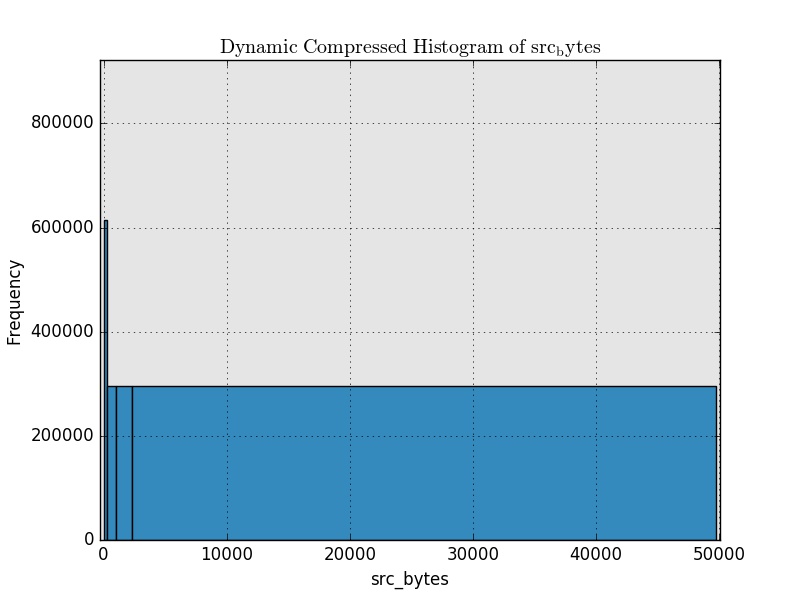 Dynamic Compressed Histogram of src_bytes
800000
600000
400000
200000
0
Frequency
0 10000 20000 30000 40000 50000
src_bytes